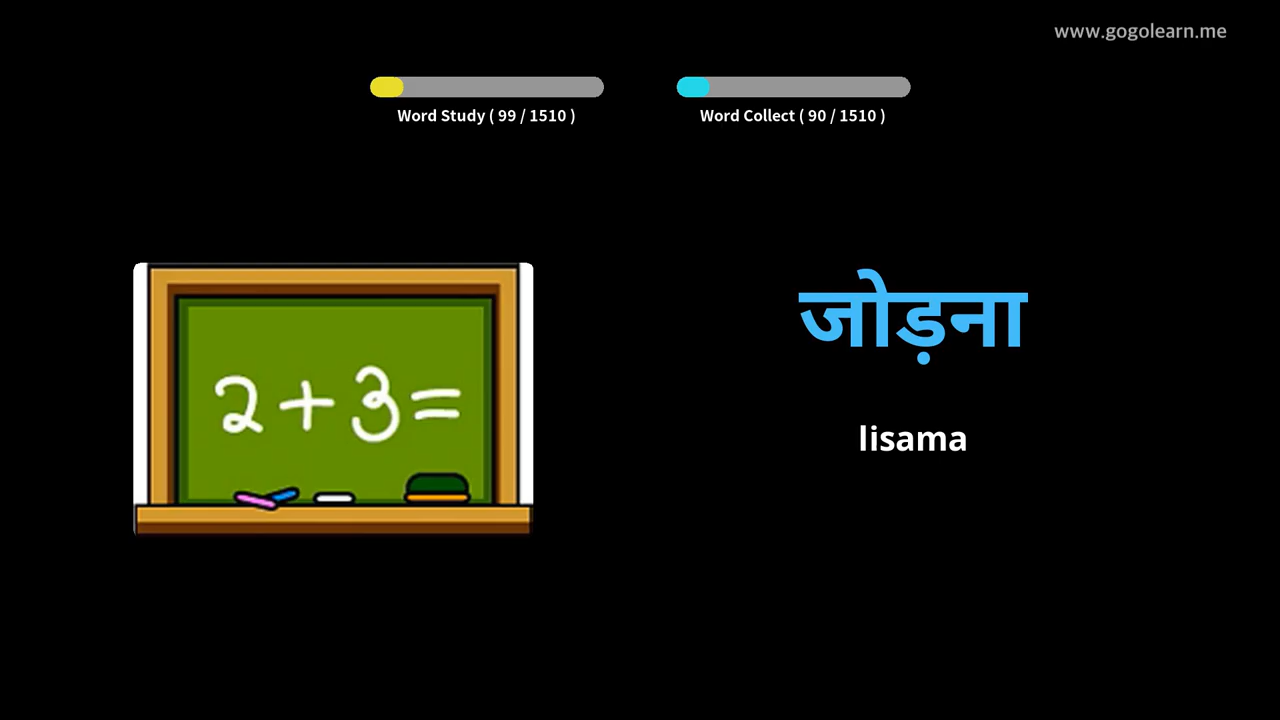 www.gogolearn.me
Word Study ( 99 / 1510 )
Word Collect ( 90 / 1510 )
2+3=
जोड़ना
lisama